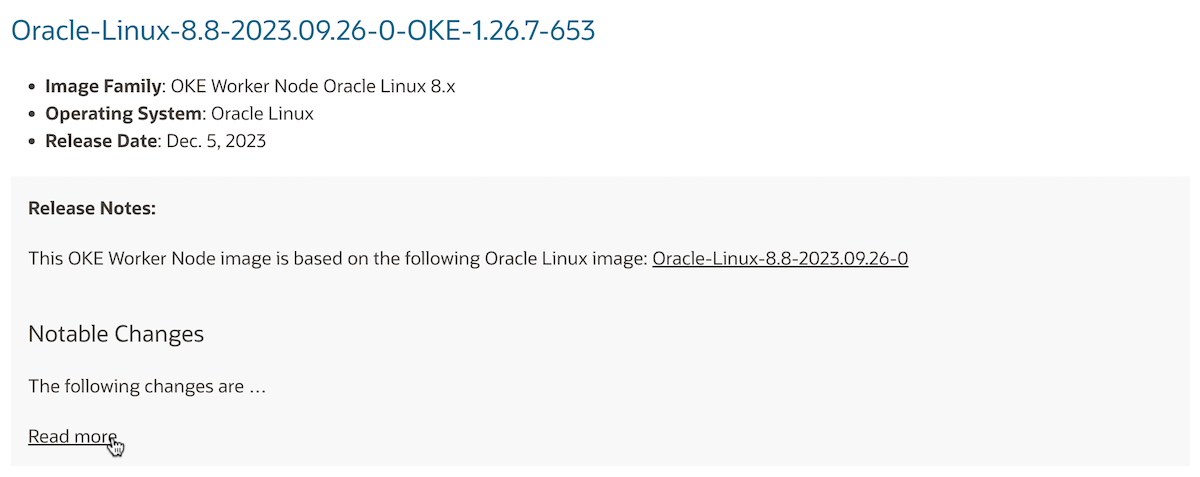 Oracle-Linux-8.8-2023.09.26-0-OKE-1.26.7-653
• Image Family: OKE Worker Node Oracle Linux 8.x
• Operating System: Oracle Linux
• Release Date: Dec. 5, 2023
Release Notes:
This OKE Worker Node image is based on the following Oracle Linux image: Oracle-Linux-8.8-2023.09.26-0
Notable Changes
The following changes are …
Read more